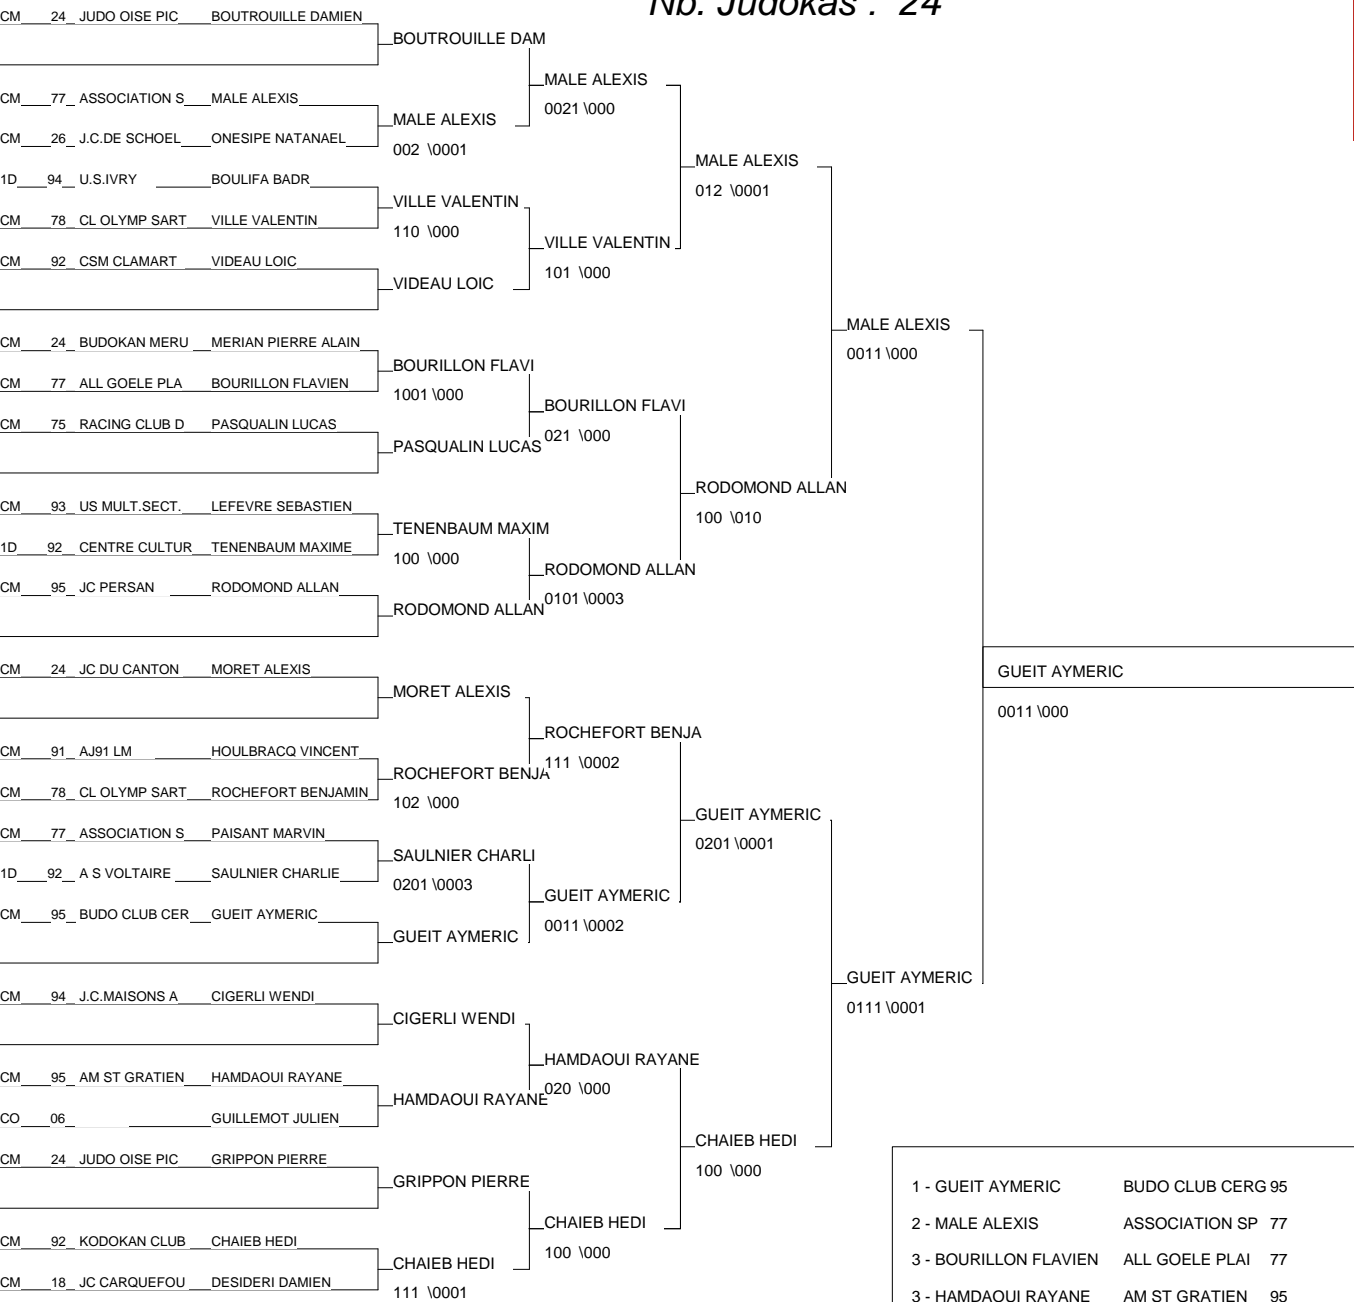 Nb. Judokas : 24
CM 24 JUDO OISE PIC BOUTROUILLE DAMIEN
BOUTROUILLE DAM
MALE ALEXIS
0021 \000
CM 77 ASSOCIATION S MALE ALEXIS
MALE ALEXIS
002 \0001
CM 26 J.C.DE SCHOEL ONESIPE NATANAEL
MALE ALEXIS
012 \0001
1D 94 U.S.IVRY BOULIFA BADR
VILLE VALENTIN
110 \000
CM 78 CL OLYMP SART VILLE VALENTIN
VILLE VALENTIN
101 \000
CM 92 CSM CLAMART VIDEAU LOIC
VIDEAU LOIC
MALE ALEXIS
0011 \000
CM 24 BUDOKAN MERU MERIAN PIERRE ALAIN
BOURILLON FLAVI
1001 \000
CM 77 ALL GOELE PLA BOURILLON FLAVIEN
BOURILLON FLAVI
021 \000
CM 75 RACING CLUB D PASQUALIN LUCAS
PASQUALIN LUCAS
RODOMOND ALLAN
100 \010
CM 93 US MULT.SECT. LEFEVRE SEBASTIEN
TENENBAUM MAXIM
100 \000
1D 92 CENTRE CULTUR TENENBAUM MAXIME
RODOMOND ALLAN
0101 \0003
CM 95 JC PERSAN RODOMOND ALLAN
RODOMOND ALLAN
GUEIT AYMERIC
0011 \000
CM 24 JC DU CANTON MORET ALEXIS
MORET ALEXIS
ROCHEFORT BENJA
111 \0002
CM 91 AJ91 LM HOULBRACQ VINCENT
ROCHEFORT BENJA
102 \000
CM 78 CL OLYMP SART ROCHEFORT BENJAMIN
GUEIT AYMERIC
0201 \0001
CM 77 ASSOCIATION S PAISANT MARVIN
SAULNIER CHARLI
0201 \0003
1D 92 A S VOLTAIRE SAULNIER CHARLIE
GUEIT AYMERIC
0011 \0002
CM 95 BUDO CLUB CER GUEIT AYMERIC
GUEIT AYMERIC
GUEIT AYMERIC
0111 \0001
CM 94 J.C.MAISONS A CIGERLI WENDI
CIGERLI WENDI
HAMDAOUI RAYANE
020 \000
CM 95 AM ST GRATIEN HAMDAOUI RAYANE
HAMDAOUI RAYANE
CO 06 GUILLEMOT JULIEN
CHAIEB HEDI
100 \000
CM 24 JUDO OISE PIC GRIPPON PIERRE
GRIPPON PIERRE
CHAIEB HEDI
100 \000
CM 92 KODOKAN CLUB CHAIEB HEDI
CHAIEB HEDI
111 \0001
CM 18 JC CARQUEFOU DESIDERI DAMIEN
1 - GUEIT AYMERIC BUDO CLUB CERG 95
2 - MALE ALEXIS ASSOCIATION SP 77
3 - BOURILLON FLAVIEN ALL GOELE PLAI 77
3 - HAMDAOUI RAYANE AM ST GRATIEN 95